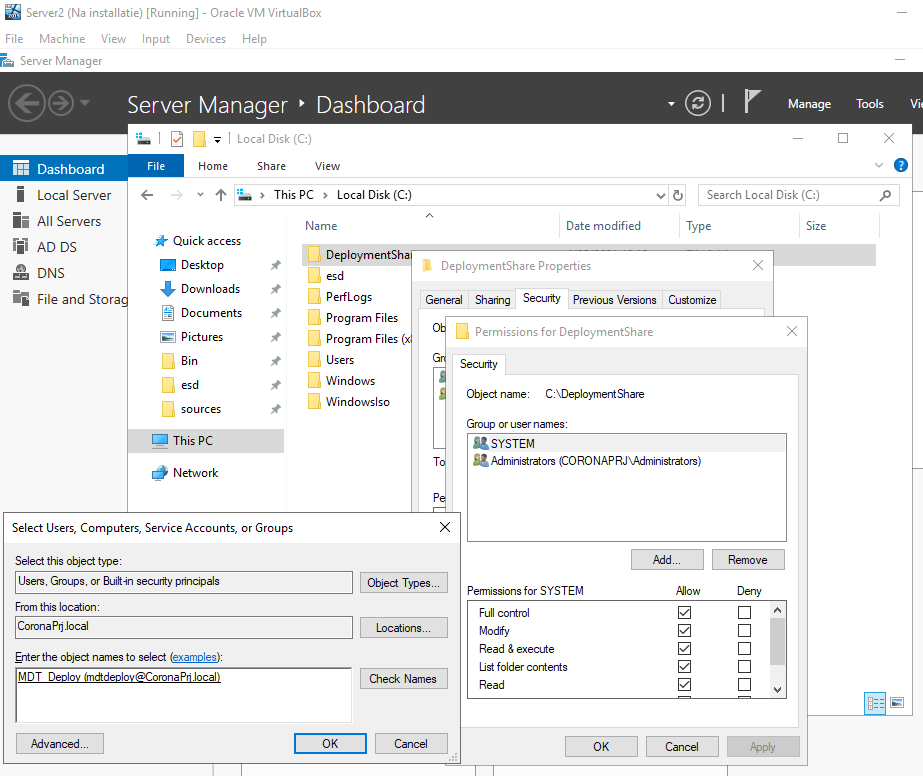 Server2 (Na installatie) [Running] - Oracle VM VirtualBox
File Machine View Input Devices Help
Server Manager
Server Manager Dashboard
Manage Tools
Local Disk (C:)
File Home Share View
This PC Local Disk (C:)
Search Local Disk (C:)
Dashboard
Local Server
All Servers
AD DS
DNS
File and Storag
Quick access
Desktop
Downloads
Documents
Pictures
Bin
esd
sources
This PC
Network
Name Date modified Type Size
DeploymentShar
esd
PerfLogs
Program Files
Program Files (x
Users
Windows
WindowsIso
DeploymentShare Properties
General Sharing Security Previous Versions Customize
Permissions for DeploymentShare
Security
Object name: C:\DeploymentShare
Group or user names:
SYSTEM
Administrators (CORONAPRJ\Administrators)
Add... Remove
Permissions for SYSTEM Allow Deny
Full control
Modify
Read & execute
List folder contents
Read
OK Cancel Apply
Select Users, Computers, Service Accounts, or Groups
Select this object type:
Users, Groups, or Built-in security principals
Object Types...
From this location:
CoronaPrj.local
Locations...
Enter the object names to select (examples):
MDT_Deploy (mdtdeploy@CoronaPrj.local)
Check Names
Advanced... OK Cancel